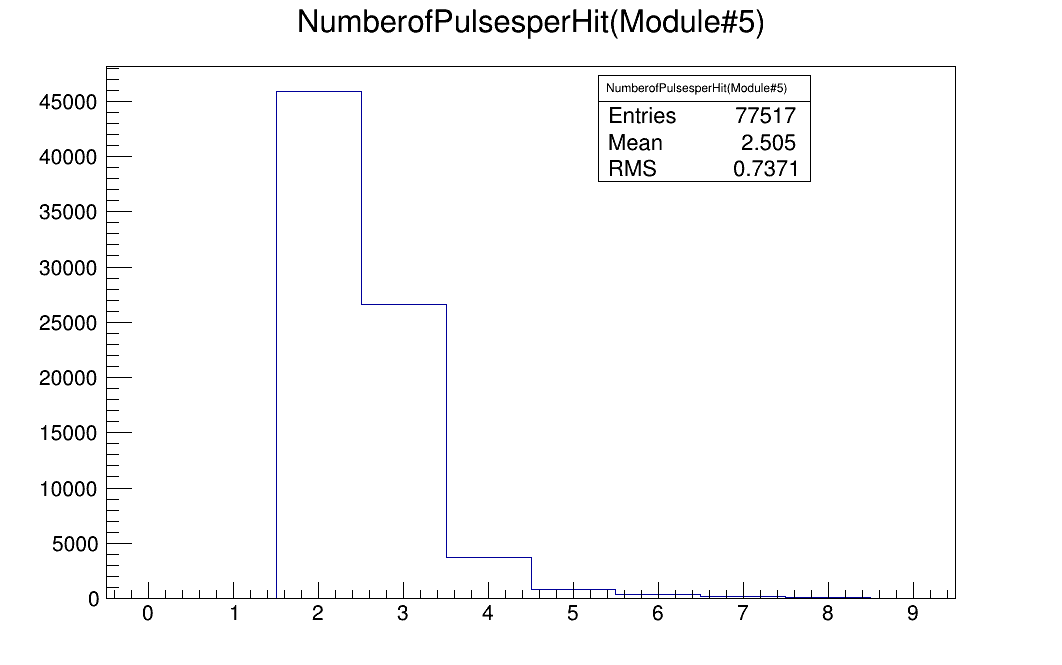 NumberofPulsesperHit(Module#5)
NumberofPulsesperHit(Module#5)
Entries 77517
Mean 2.505
RMS 0.7371
45000
40000
35000
30000
25000
20000
15000
10000
5000
0
0 1 2 3 4 5 6 7 8 9